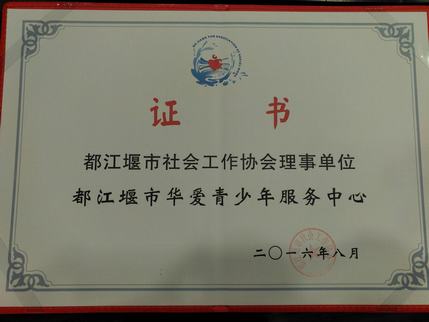 证书
都江堰市社会工作协会理事单位
都江堰市华爱青少年服务中心
二〇一六年八月